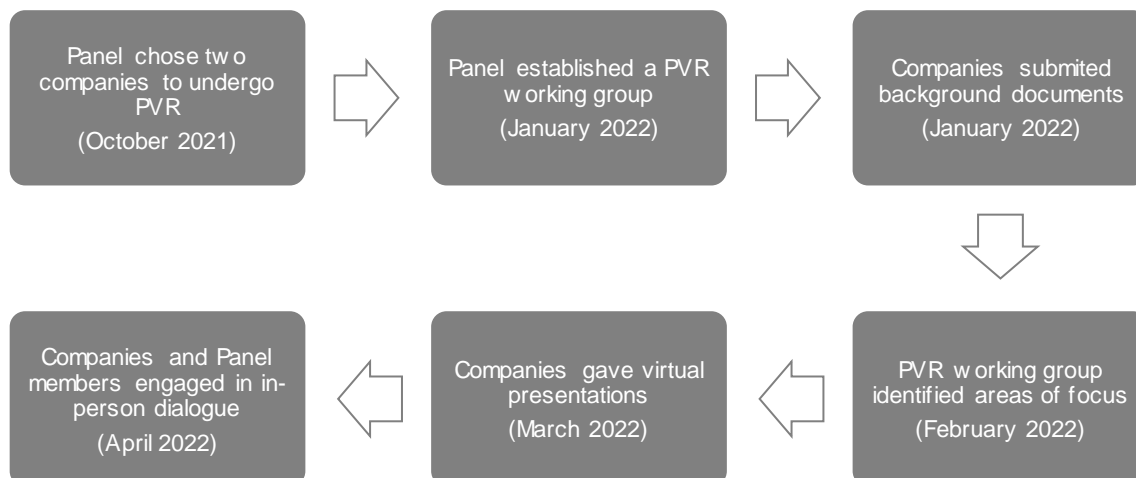 Panel chose two
companies to undergo
PVR
(October 2021)
Panel established a PVR
working group
(January 2022)
Companies submited
background documents
(January 2022)
PVR working group
identified areas of focus
(February 2022)
Companies gave virtual
presentations
(March 2022)
Companies and Panel
members engaged in in-
person dialogue
(April 2022)